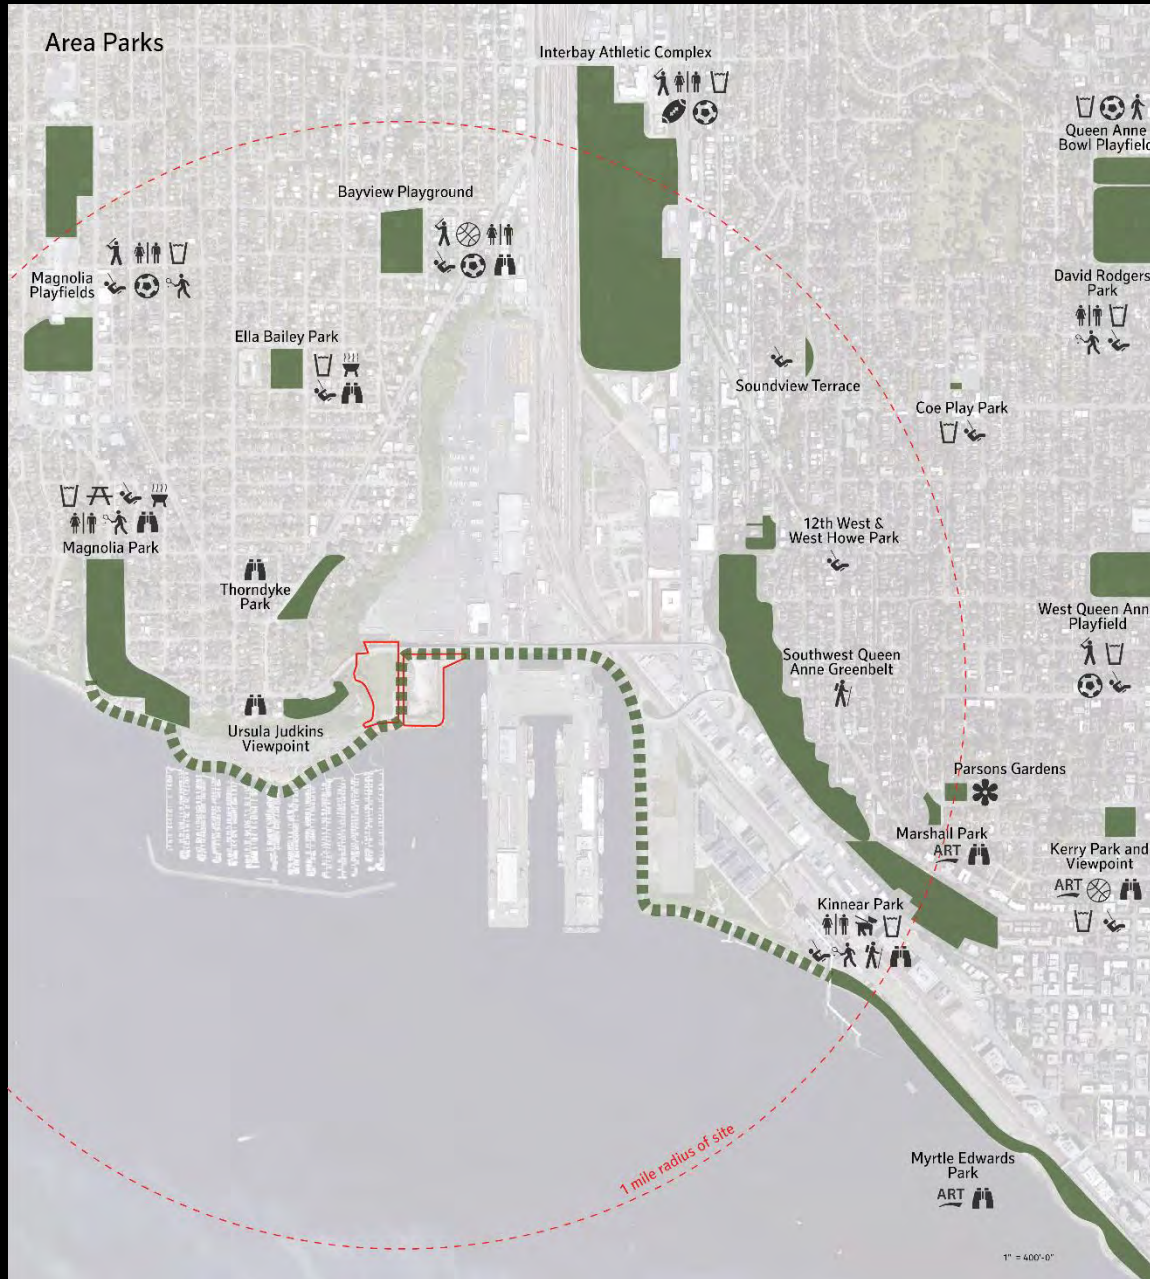 Area Parks
Interbay Athletic Complex
Queen Anne
Bowl Playfield
Bayview Playground
Magnolia
Playfields
David Rodgers
Park
Ella Bailey Park
Soundview Terrace
Coe Play Park
12th West &
West Howe Park
Magnolia Park
Thorndyke
Park
West Queen Ann
Playfield
Southwest Queen
Anne Greenbelt
Ursula Judkins
Viewpoint
Parsons Gardens
Marshall Park
ART
Kerry Park and
Viewpoint
ART
Kinnear Park
1 mile radius of site
Myrtle Edwards
Park
ART
1" = 400'-0"